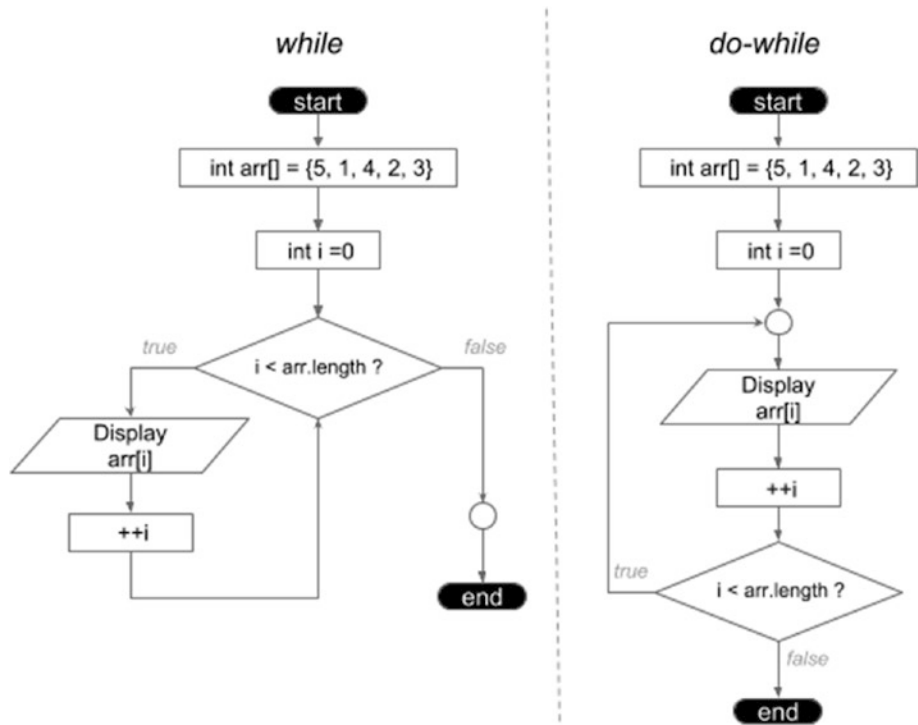 while
start
int arr[] = {5, 1, 4, 2, 3}
int i =0
i < arr.length ?
true
false
Display
arr[i]
++i
end
do-while
start
int arr[] = {5, 1, 4, 2, 3}
int i =0
Display
arr[i]
++i
i < arr.length ?
true
false
end